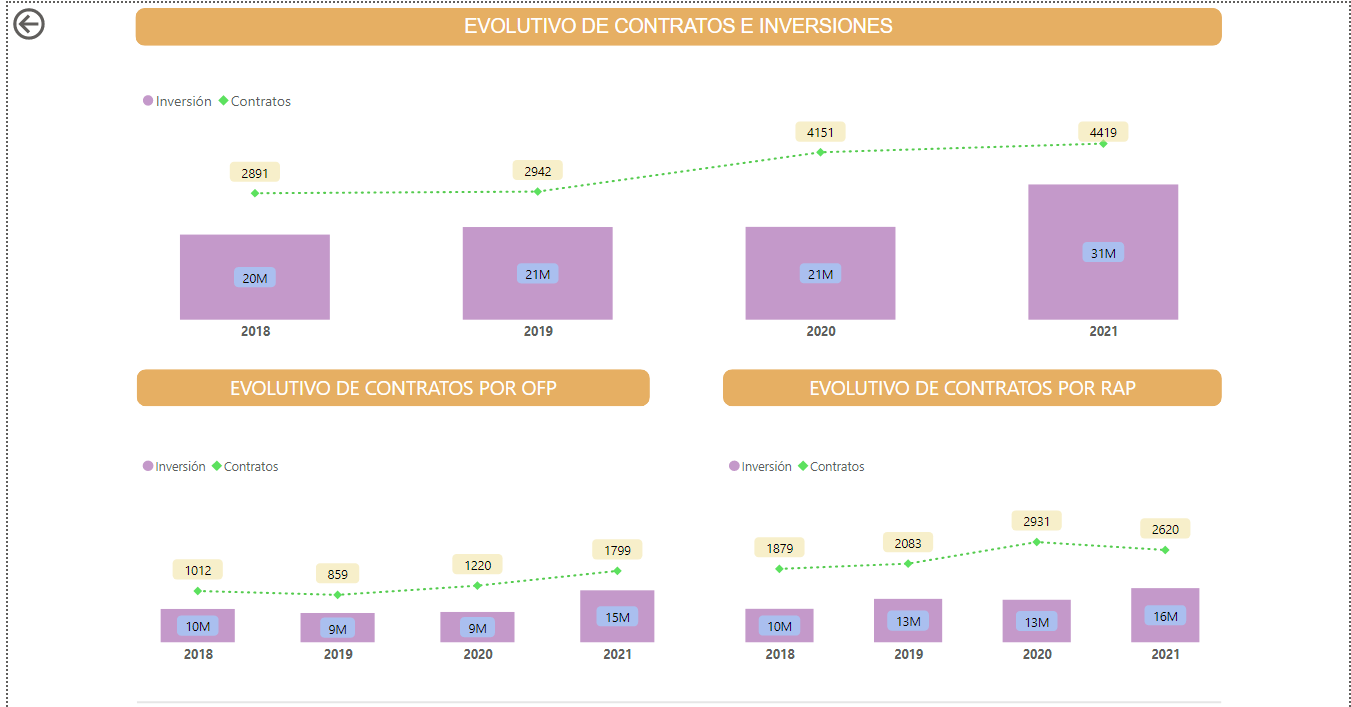 EVOLUTIVO DE CONTRATOS E INVERSIONES
Inversión Contratos
2891 2942 4151 4419
20M 21M 21M 31M
2018 2019 2020 2021
EVOLUTIVO DE CONTRATOS POR OFP
Inversión Contratos
1012 859 1220 1799
10M 9M 9M 15M
2018 2019 2020 2021
EVOLUTIVO DE CONTRATOS POR RAP
Inversión Contratos
1879 2083 2931 2620
10M 13M 13M 16M
2018 2019 2020 2021